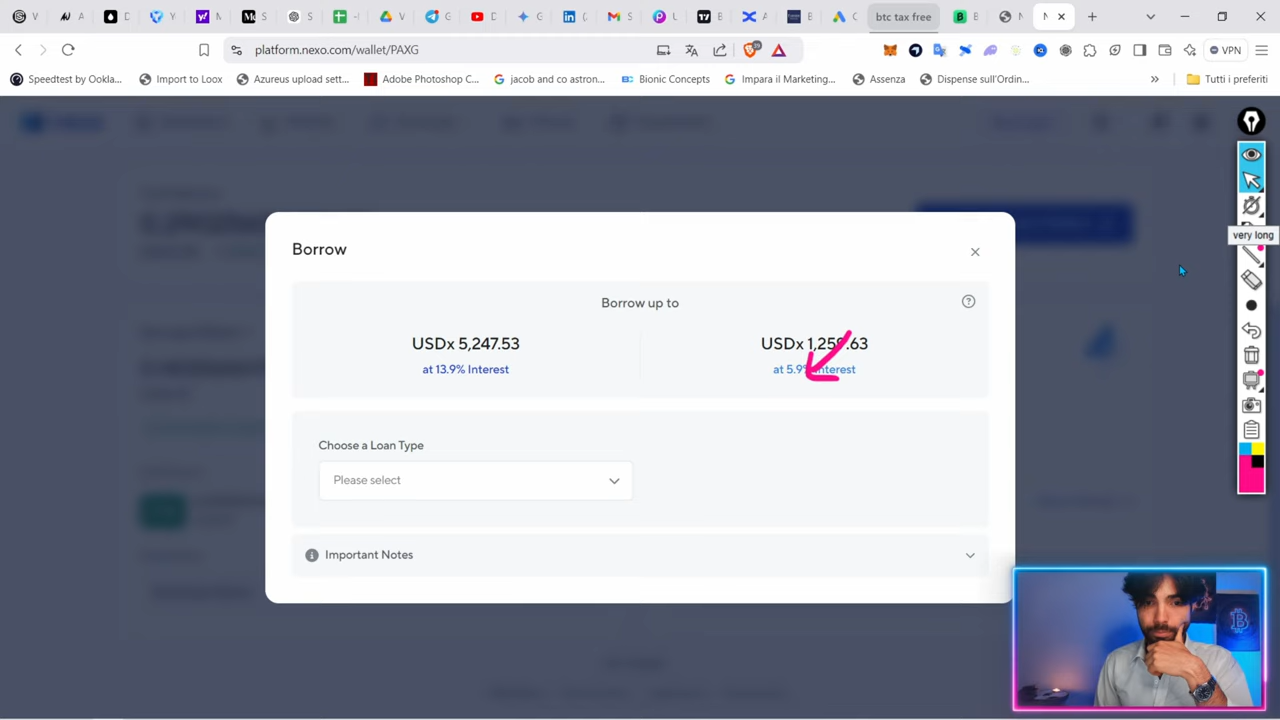 btc tax free
platform.nexo.com/wallet/PAXG
VPN
Speedtest by Ookla...
Import to Loox
Azureus upload sett...
Adobe Photoshop C...
jacob and co astron...
Bionic Concepts
Impara il Marketing...
Assenza
Dispense sull'Ordin...
»
Tutti i preferiti
very long
Borrow
Borrow up to
USDx 5,247.53
at 13.9% Interest
at 5.9% Interest
Choose a Loan Type
Please select
Important Notes